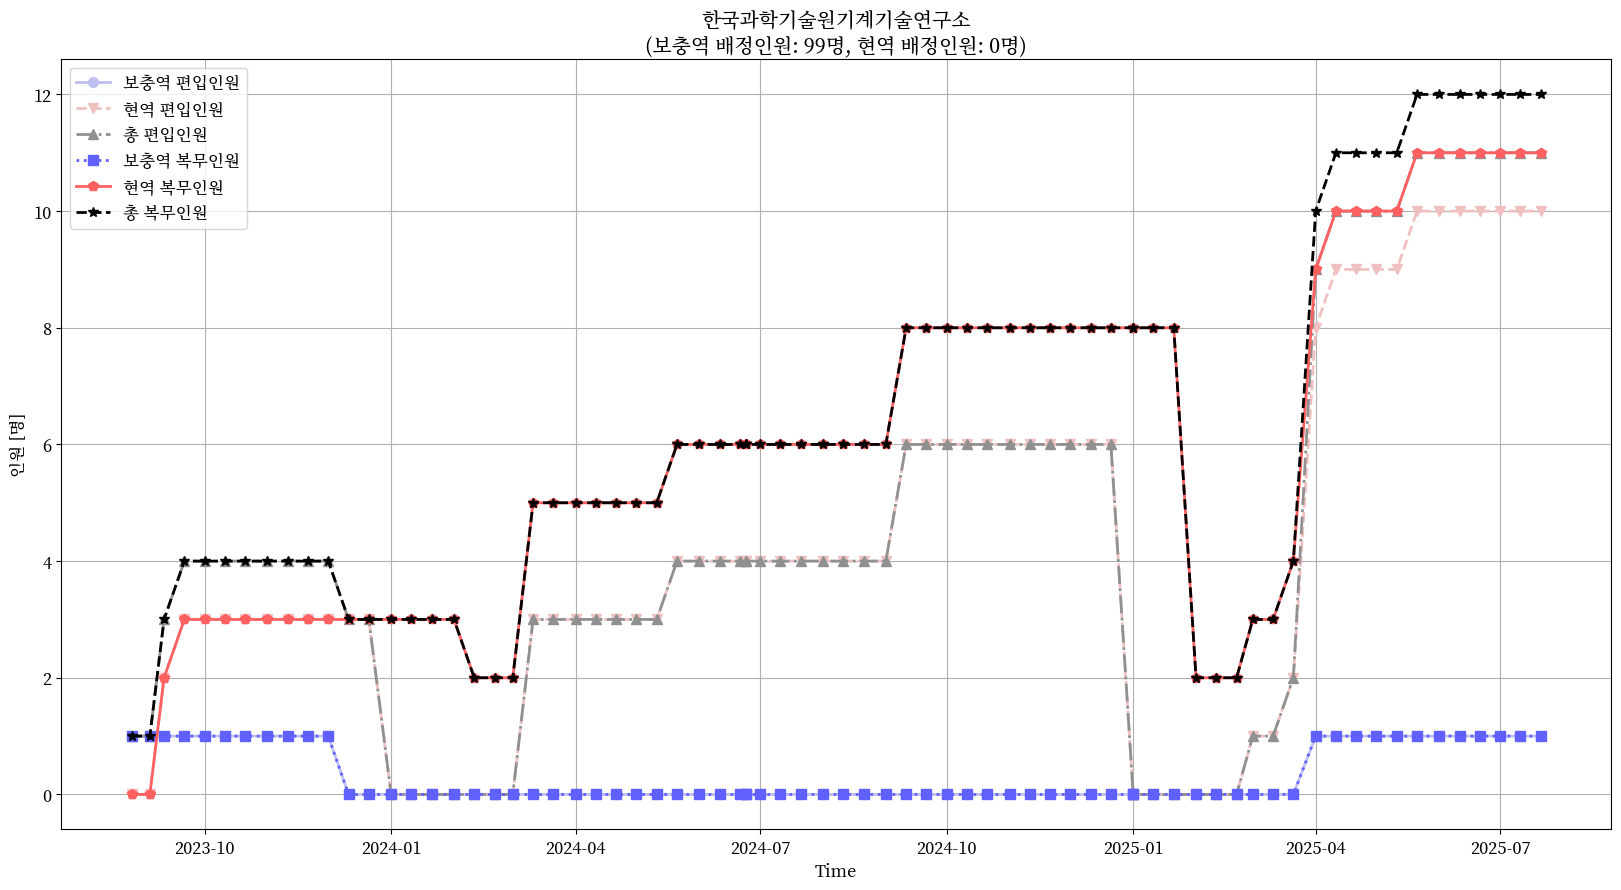 한국과학기술원기계기술연구소
(보충역 배정인원: 99명, 현역 배정인원: 0명)
보충역 편입인원
현역 편입인원
총 편입인원
보충역 복무인원
현역 복무인원
총 복무인원
인원 [명]
12
10
8
6
4
2
0
2023-10
2024-01
2024-04
2024-07
2024-10
2025-01
2025-04
2025-07
Time